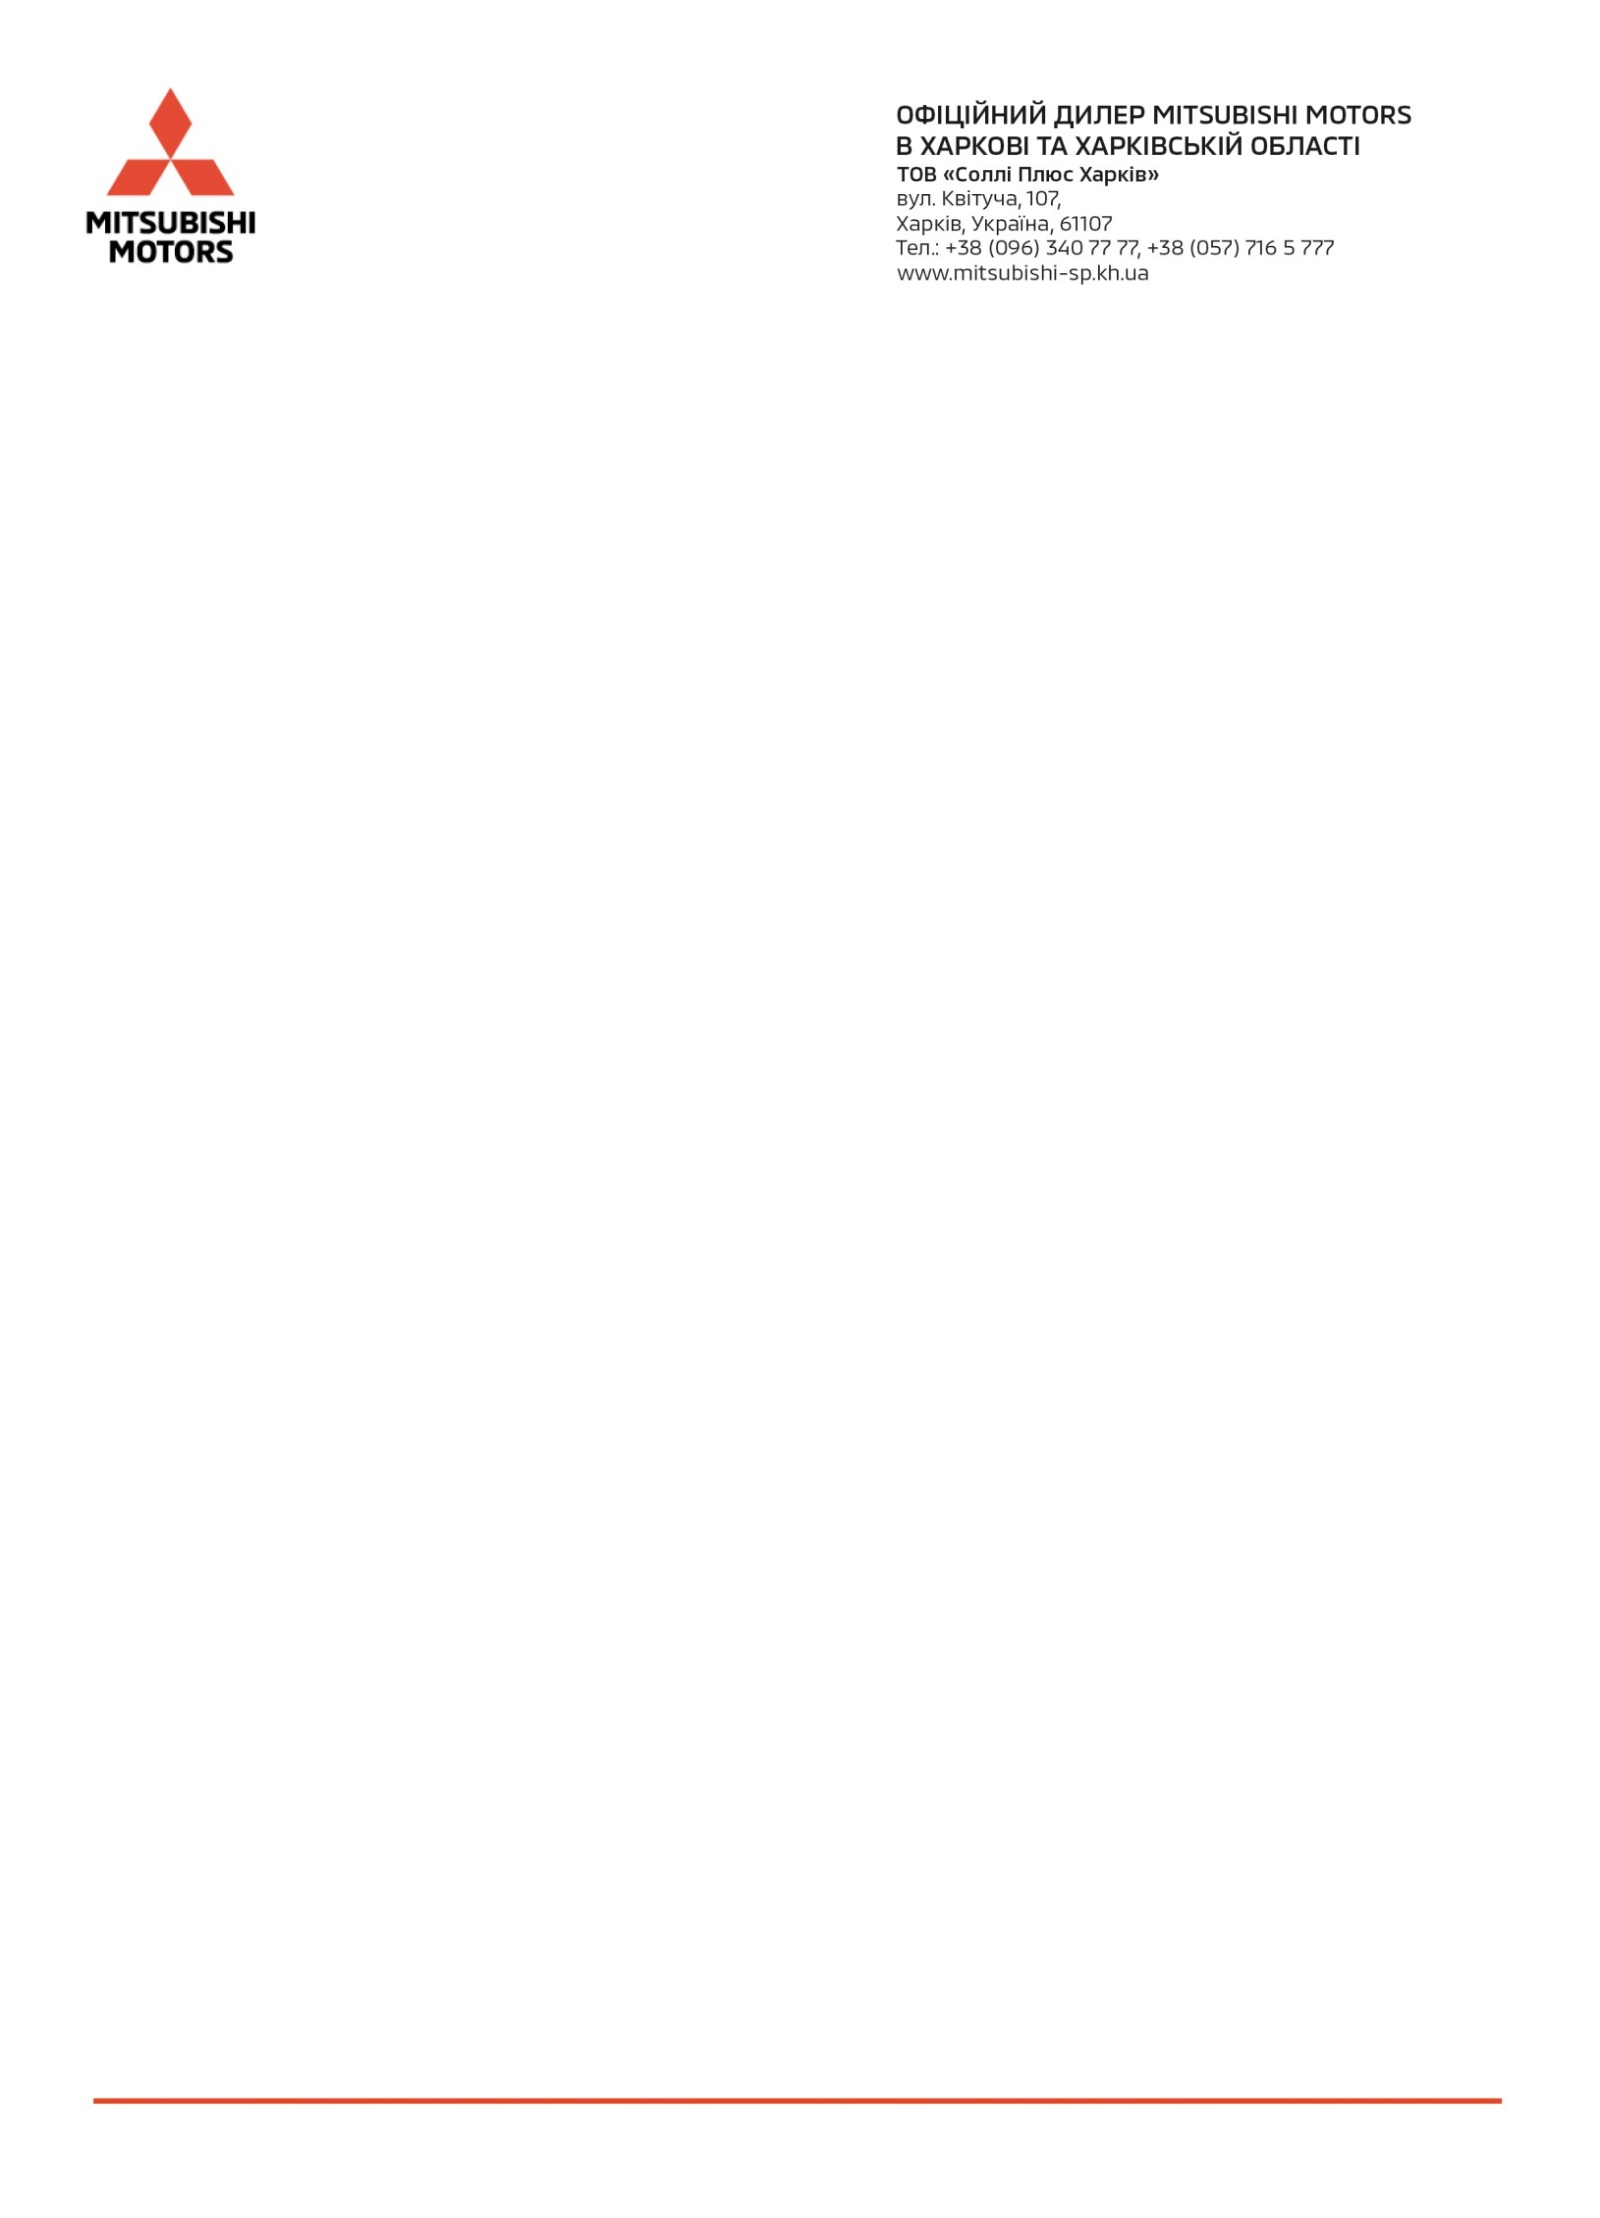 MITSUBISHI
MOTORS
ОФІЦІЙНИЙ ДИЛЕР MITSUBISHI MOTORS
В ХАРКОВІ ТА ХАРКІВСЬКІЙ ОБЛАСТІ
ТОВ «Соллі Плюс Харків»
вул. Квітуча, 107,
Харків, Україна, 61107
Тел.: +38 (096) 340 77 77, +38 (057) 716 5 777
www.mitsubishi-sp.kh.ua